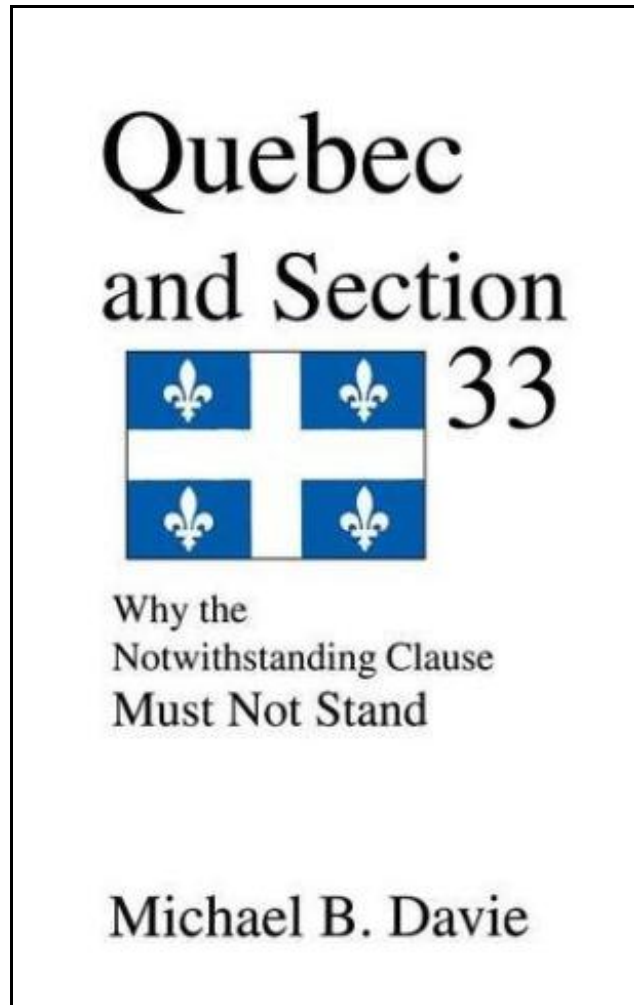 Quebec
and Section
33
Why the
Notwithstanding Clause
Must Not Stand
Michael B. Davie